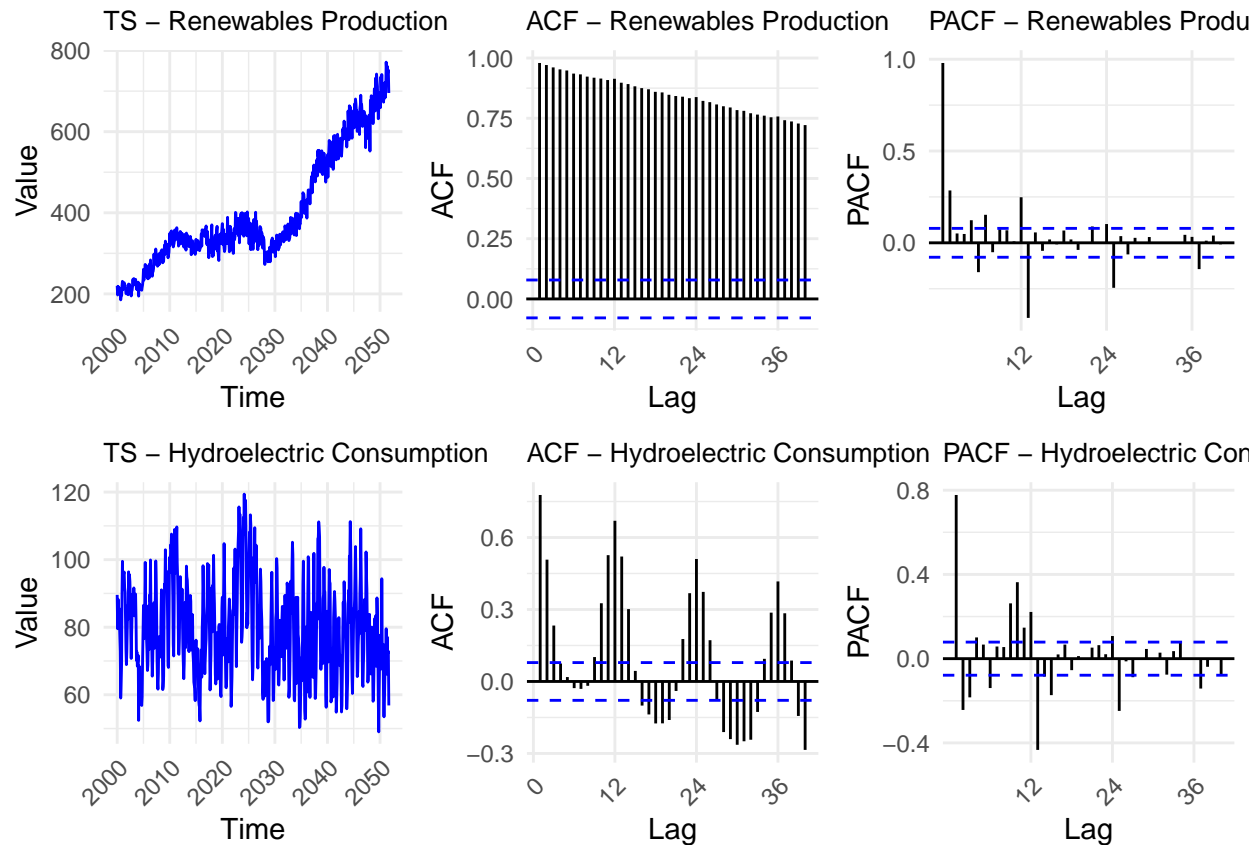 TS − Renewables Production
800
600
400
200
Value
2000
2010
2020
2030
2040
2050
Time
ACF − Renewables Production
1.00
0.75
0.50
0.25
0.00
ACF
0
12
24
36
Lag
PACF − Renewables Produ
1.0
0.5
0.0
PACF
12
24
36
Lag
TS − Hydroelectric Consumption
120
100
80
60
Value
2000
2010
2020
2030
2040
2050
Time
ACF − Hydroelectric Consumption
0.6
0.3
0.0
−0.3
ACF
0
12
24
36
Lag
PACF − Hydroelectric Con
0.8
0.4
0.0
−0.4
PACF
12
24
36
Lag